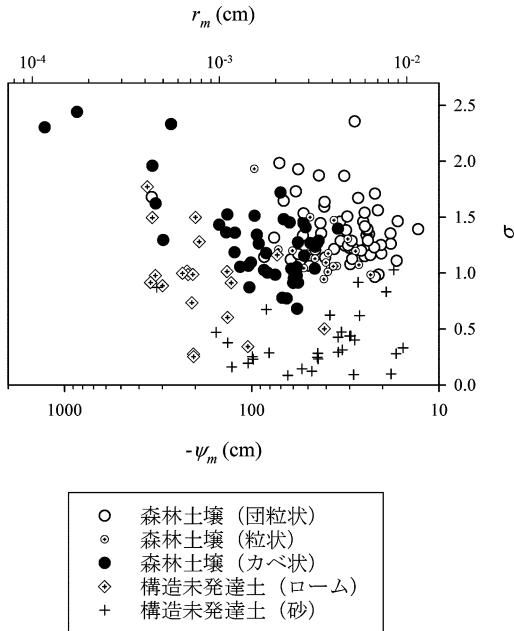 r_m (cm)
10^-4 10^-3 10^-2
2.5
2.0
1.5
1.0
0.5
0.0
σ
1000 100 10
-ψ_m (cm)
森林土壌（団粒状）
森林土壌（粒状）
森林土壌（カベ状）
構造未発達土（ローム）
構造未発達土（砂）